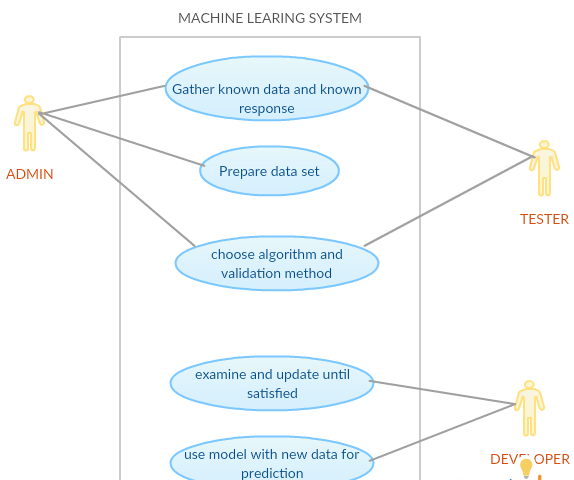 MACHINE LEARING SYSTEM
Gather known data and known
response
ADMIN
Prepare data set
TESTER
choose algorithm and
validation method
examine and update until
satisfied
DEVELOPER
use model with new data for
prediction